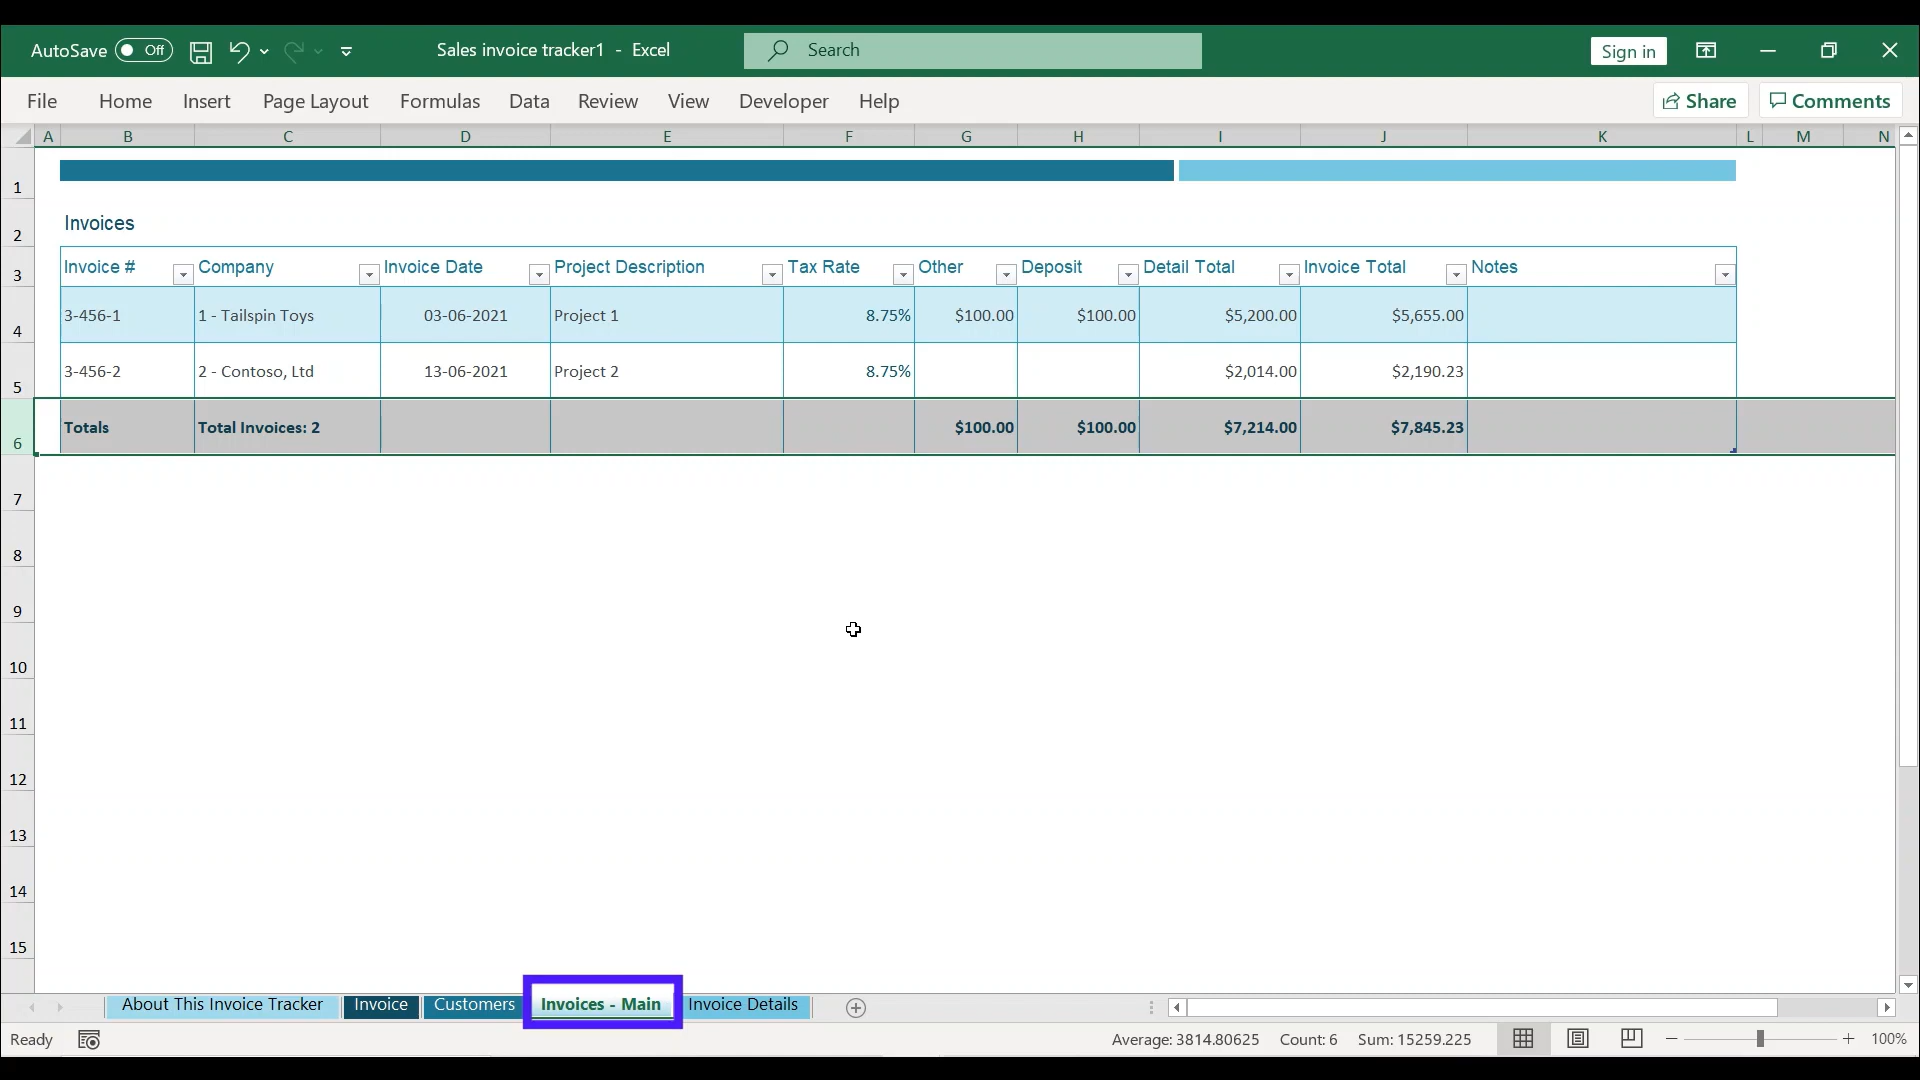 AutoSave Off Sales invoice tracker1 - Excel Search Sign in
File Home Insert Page Layout Formulas Data Review View Developer Help Share Comments
A B C D E F G H I J K L M N
1
2 Invoices
3 Invoice # Company Invoice Date Project Description Tax Rate Other Deposit Detail Total Invoice Total Notes
4 3-456-1 1 - Tailspin Toys 03-06-2021 Project 1 8.75% $100.00 $100.00 $5,200.00 $5,655.00
5 3-456-2 2 - Contoso, Ltd 13-06-2021 Project 2 8.75% $2,014.00 $2,190.23
6 Totals Total Invoices: 2 $100.00 $100.00 $7,214.00 $7,845.23
7
8
9
10
11
12
13
14
15
About This Invoice Tracker Invoice Customers Invoices - Main Invoice Details
Ready Average: 3814.80625 Count: 6 Sum: 15259.225 100%